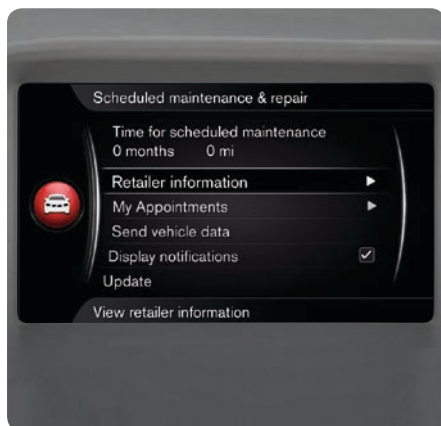 Scheduled maintenance & repair
Time for scheduled maintenance
0 months 0 mi
Retailer information
My Appointments
Send vehicle data
Display notifications
Update
View retailer information